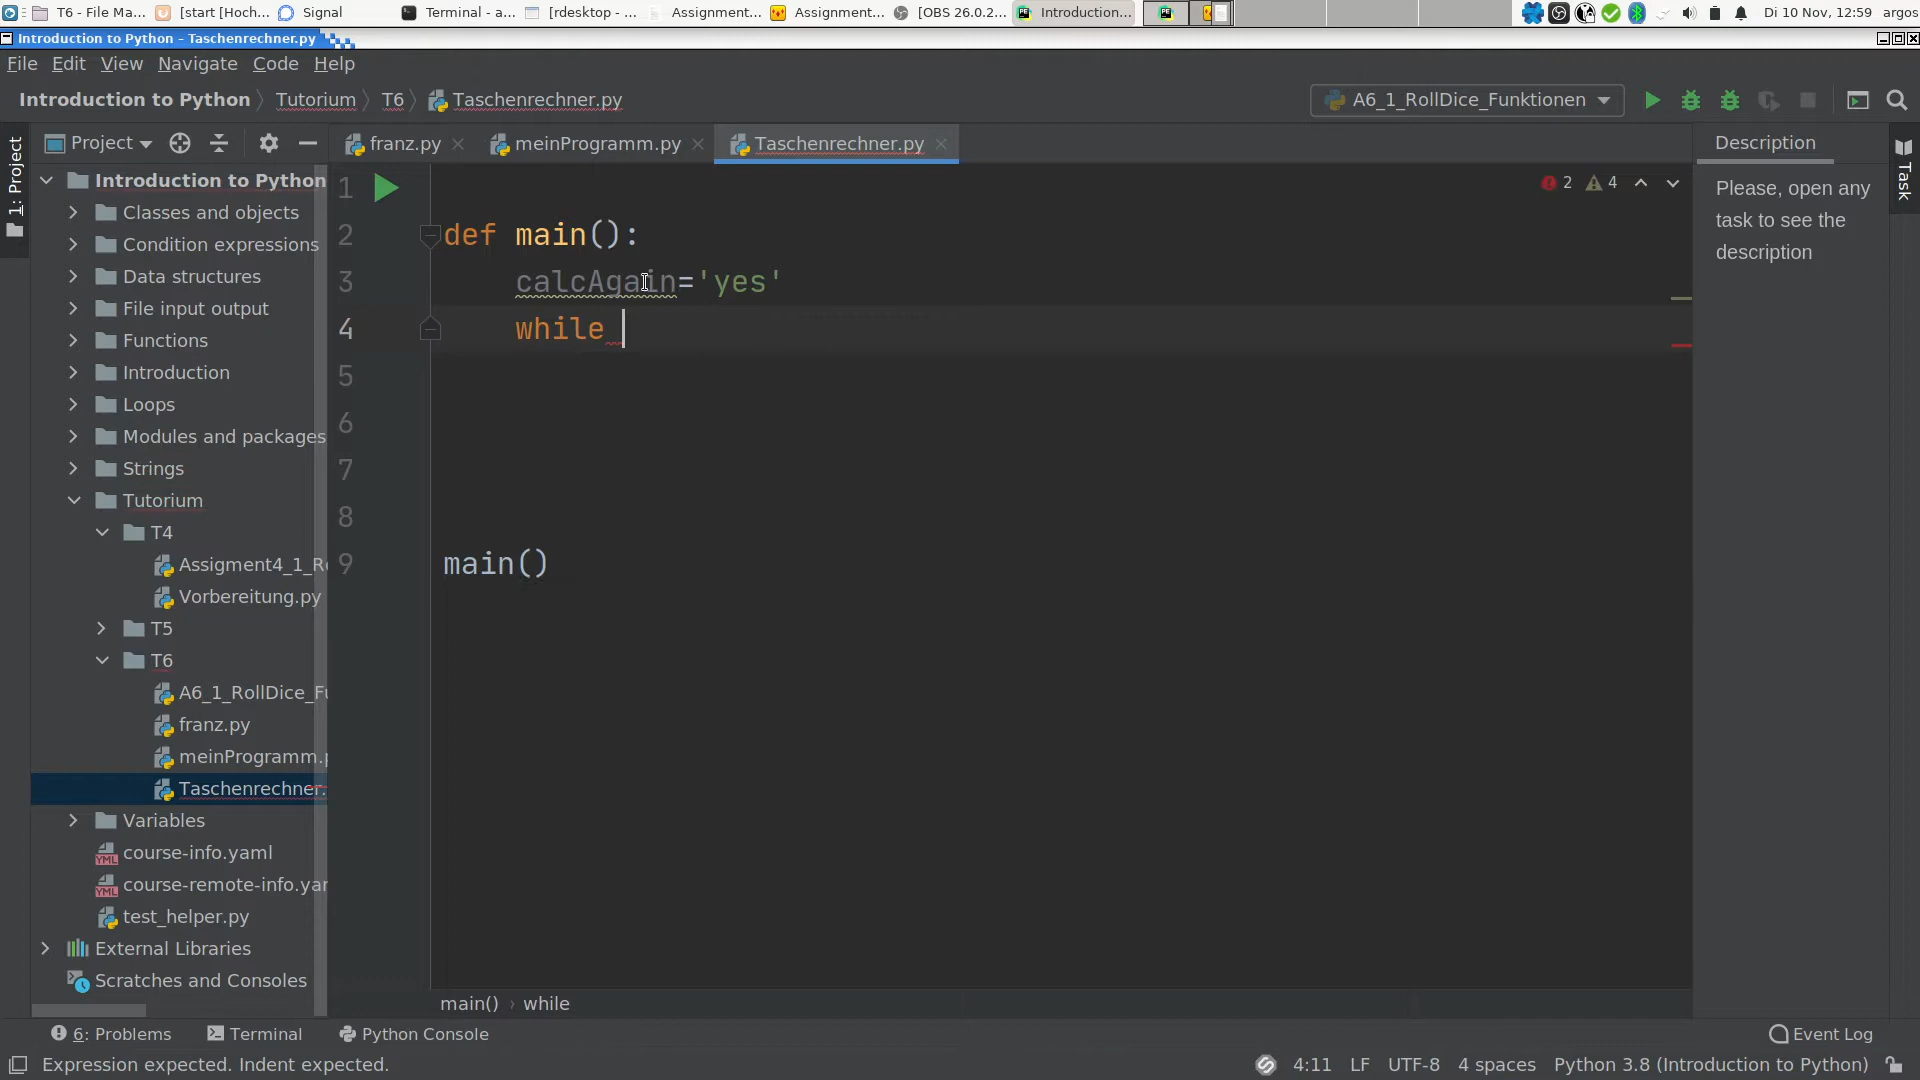 T6 - File Ma...
[start [Hoch...
Signal
Terminal - a...
[rdesktop - ...
Assignment...
Assignment...
[OBS 26.0.2...
Introduction...
Di 10 Nov, 12:59
argos
Introduction to Python – Taschenrechner.py
File Edit View Navigate Code Help
Introduction to Python
Tutorium
T6
Taschenrechner.py
A6_1_RollDice_Funktionen
1: Project
Project
franz.py
meinProgramm.py
Taschenrechner.py
Description
Task
Introduction to Python
Classes and objects
Condition expressions
Data structures
File input output
Functions
Introduction
Loops
Modules and packages
Strings
Tutorium
T4
Assigment4_1_R
Vorbereitung.py
T5
T6
A6_1_RollDice_Fu
franz.py
meinProgramm.
Taschenrechner.
Variables
course-info.yaml
course-remote-info.yar
test_helper.py
External Libraries
Scratches and Consoles
1
2 def main():
3 calcAgain='yes'
4 while
5
6
7
8
9 main()
2 4
Please, open any
task to see the
description
main() › while
6: Problems
Terminal
Python Console
Event Log
Expression expected. Indent expected.
4:11 LF UTF-8 4 spaces Python 3.8 (Introduction to Python)